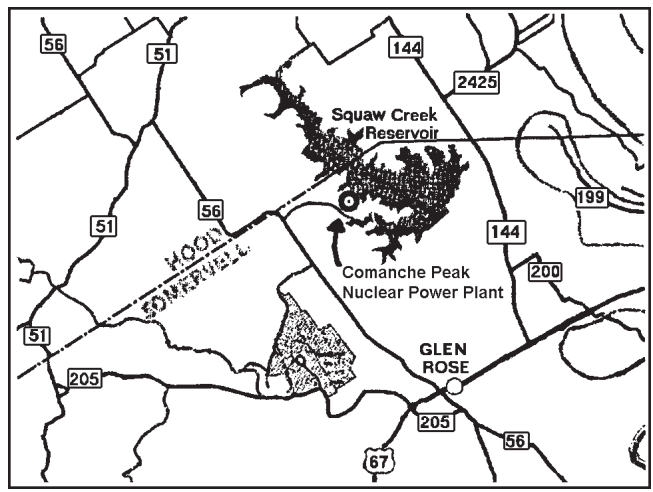 56
51
144
2425
Squaw Creek
Reservoir
199
51
56
HOOD
SOMERVELL
144
200
Comanche Peak
Nuclear Power Plant
51
205
GLEN
ROSE
205
56
67